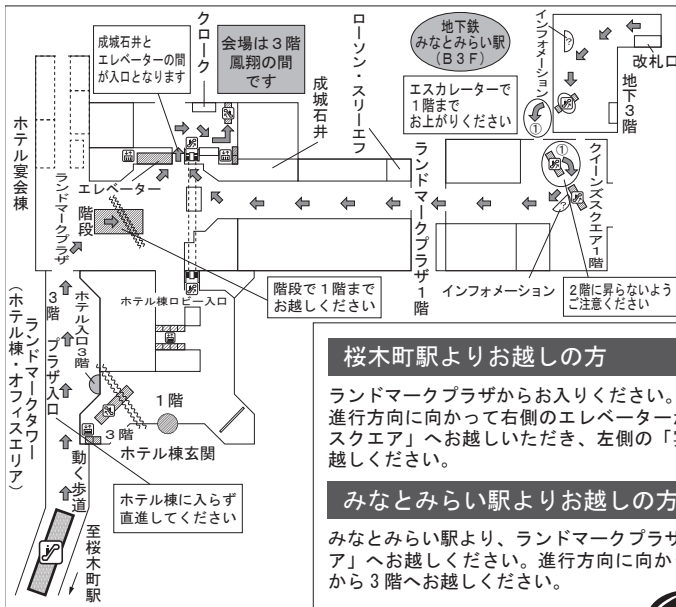 成城石井と
エレベーターの間
が入口となります
クローク
会場は３階
鳳翔の間
です
成城石井
ローソン・スリーエフ
地下鉄
みなとみらい駅
（Ｂ３Ｆ）
エスカレーターで
１階まで
お上がりください
インフォメーション
改札口
地下３階
①
①
クイーンズスクエア１階
インフォメーション
２階に昇らないよう
ご注意ください
ランドマークプラザ１階
ホテル宴会棟
ランドマークプラザ
エレベーター
階段
階段で１階まで
お越しください
ホテル棟ロビー入口
３階 プラザ入口
ホテル入口３階
ランドマークタワー
（ホテル棟・オフィスエリア）
１階
３階
ホテル棟玄関
動く歩道
ホテル棟に入らず
直進してください
至桜木町駅
桜木町駅よりお越しの方
ランドマークプラザからお入りください。
進行方向に向かって右側のエレベーター
スクエア」へお越しいただき、左側の「
越しください。
みなとみらい駅よりお越しの方
みなとみらい駅より、ランドマークプラザ
ア」へお越しください。進行方向に向か
から３階へお越しください。